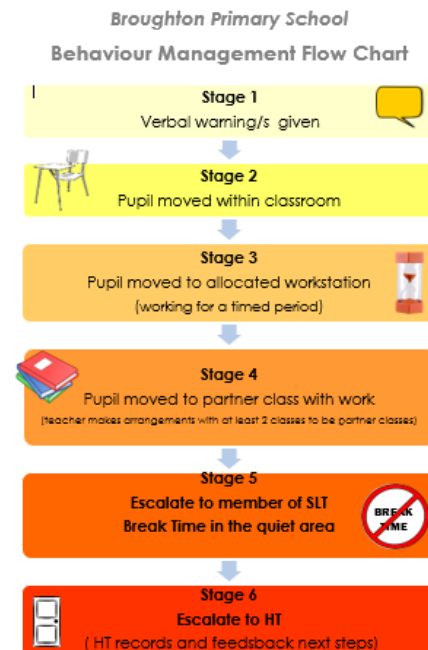 Broughton Primary School
Behaviour Management Flow Chart
Stage 1
Verbal warning/s given
Stage 2
Pupil moved within classroom
Stage 3
Pupil moved to allocated workstation
(working for a timed period)
Stage 4
Pupil moved to partner class with work
(teacher makes arrangements with at least 2 classes to be partner classes)
Stage 5
Escalate to member of SLT
Break Time in the quiet area
BREAK
TIME
Stage 6
Escalate to HT
( HT records and feedsback next steps)